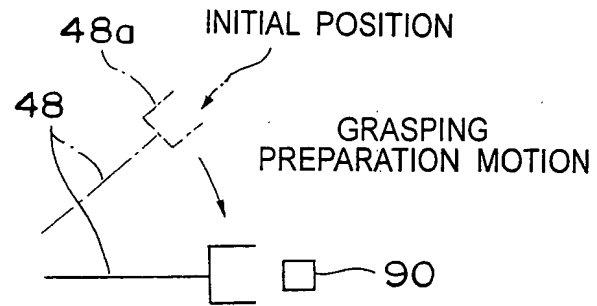 48a
INITIAL POSITION
48
GRASPING
PREPARATION MOTION
90